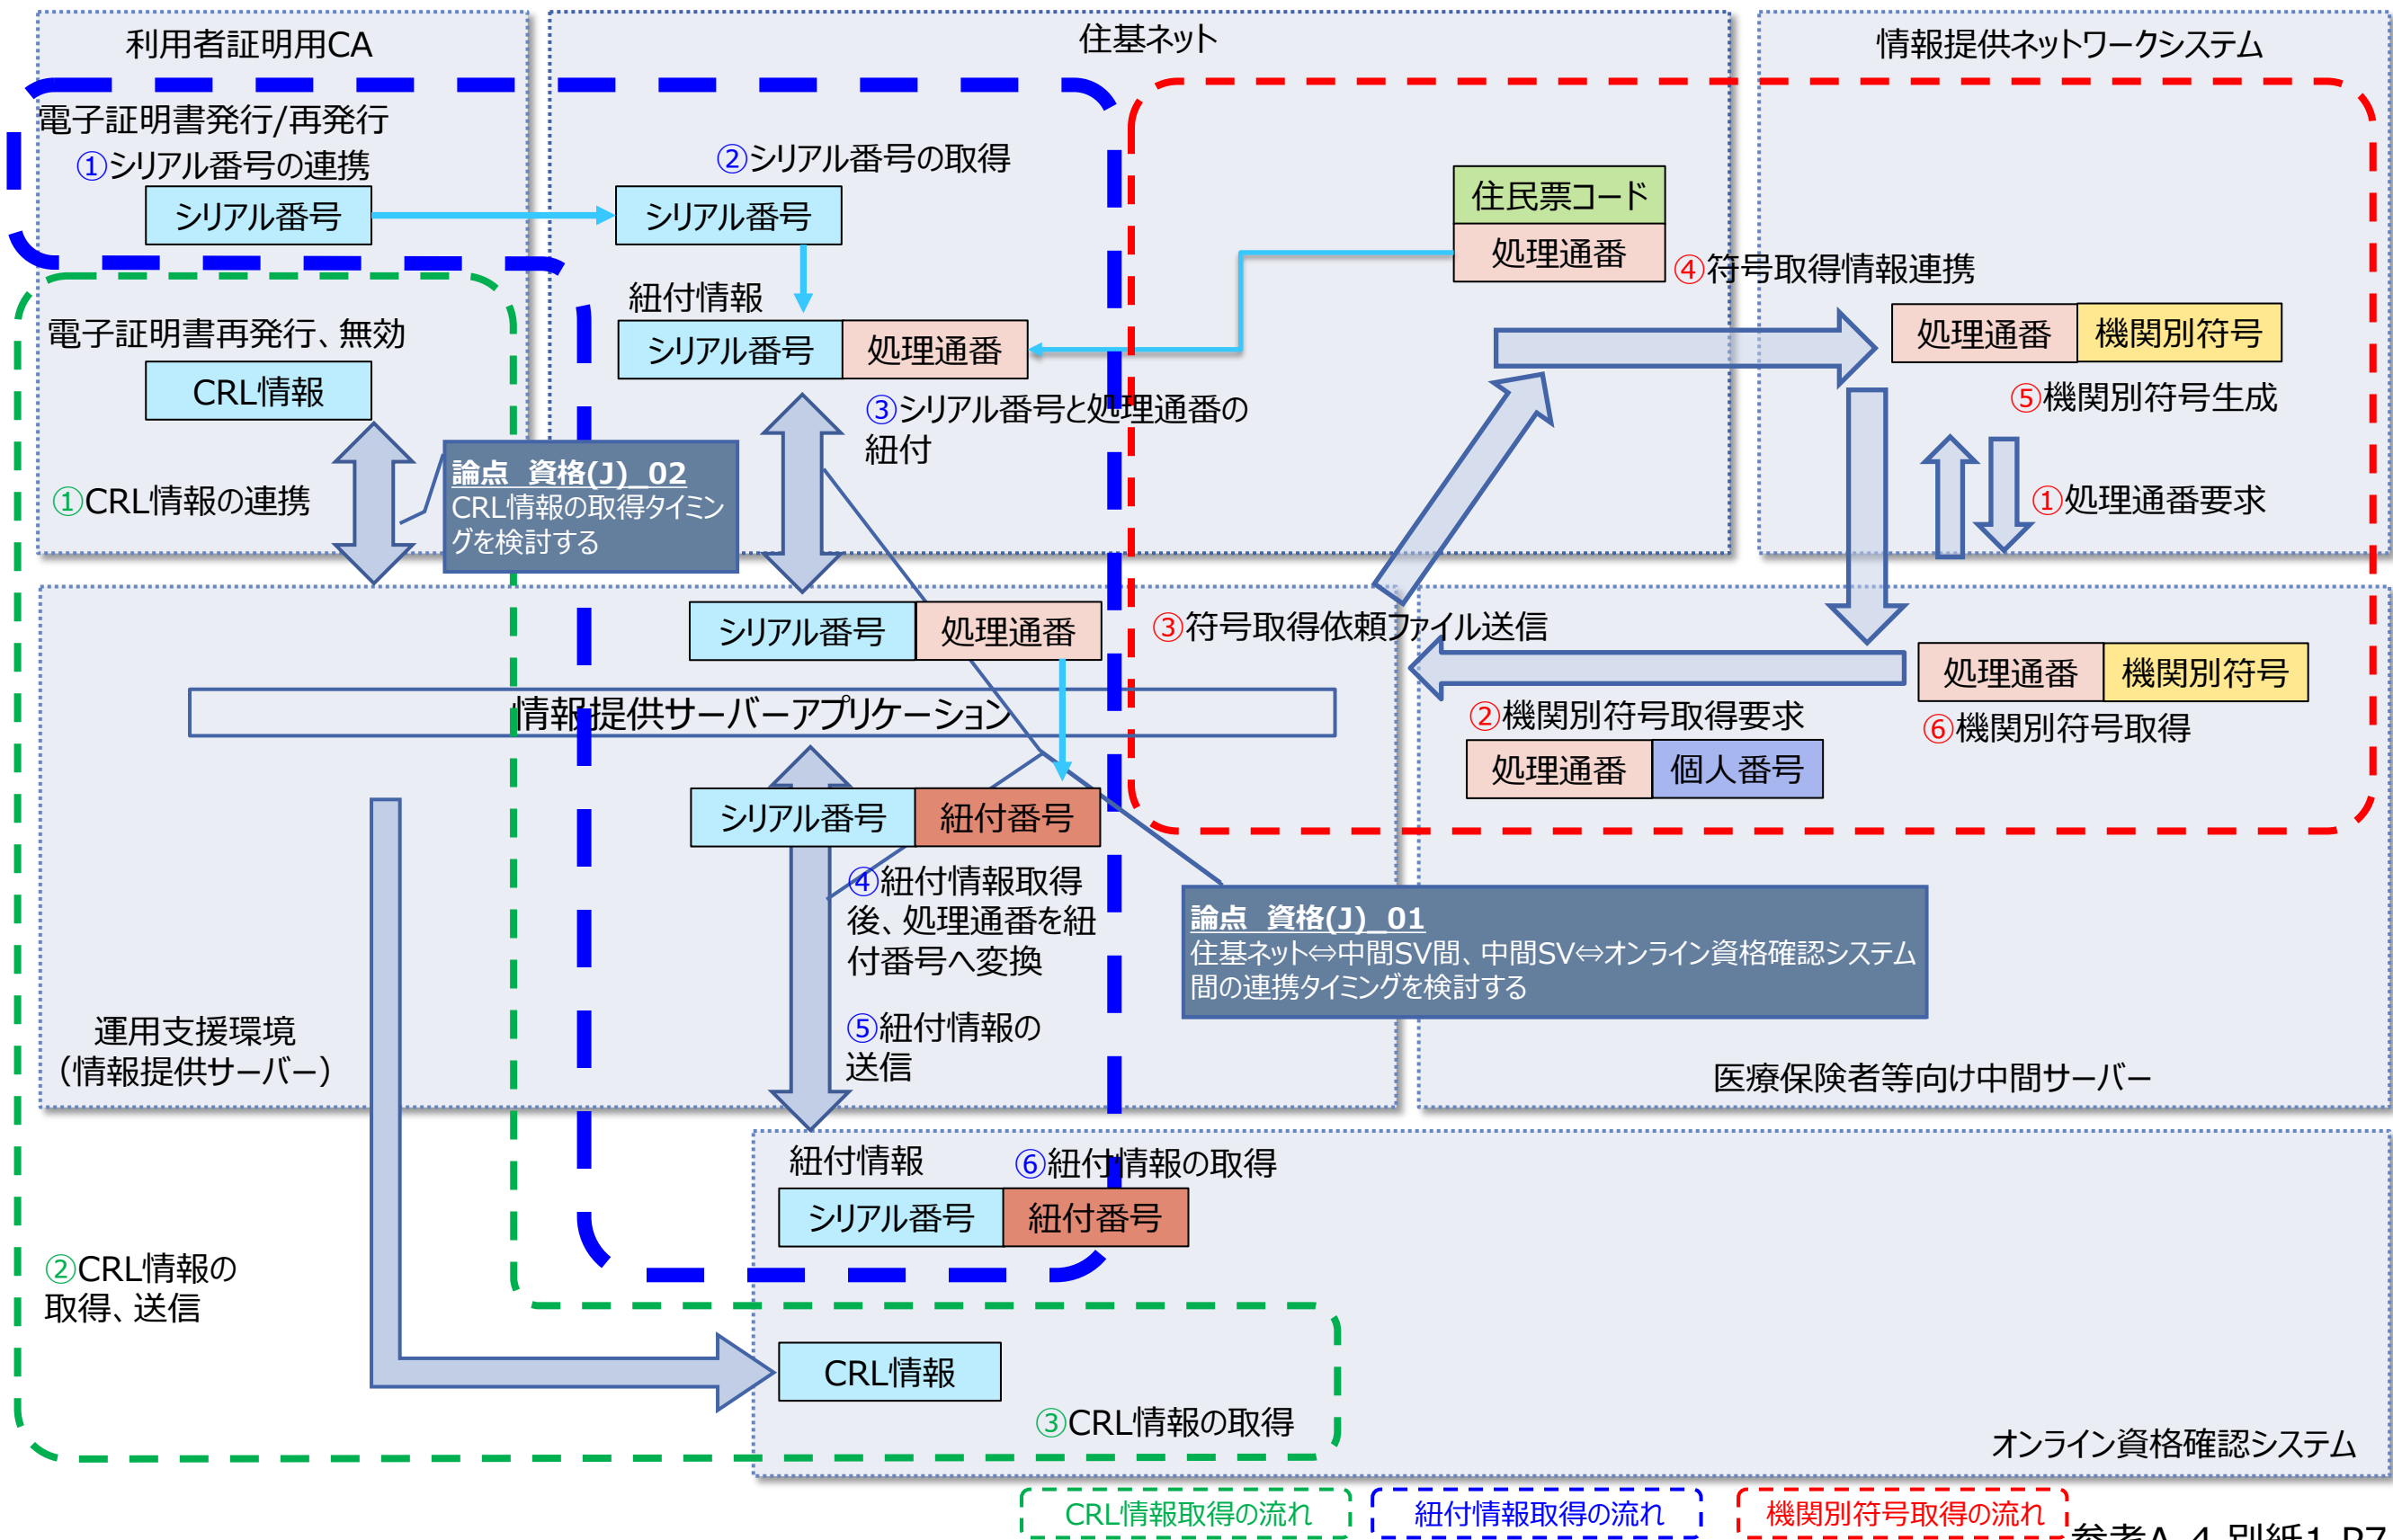 利用者証明用CA
住基ネット
情報提供ネットワークシステム
電子証明書発行/再発行
①シリアル番号の連携
シリアル番号
②シリアル番号の取得
シリアル番号
住民票コード
処理通番
④符号取得情報連携
紐付情報
シリアル番号
処理通番
処理通番
機関別符号
⑤機関別符号生成
電子証明書再発行、無効
CRL情報
③シリアル番号と処理通番の
紐付
①CRL情報の連携
論点　資格(J)_02
CRL情報の取得タイミン
グを検討する
①処理通番要求
シリアル番号
処理通番
③符号取得依頼ファイル送信
処理通番
機関別符号
情報提供サーバーアプリケーション
②機関別符号取得要求
⑥機関別符号取得
処理通番
個人番号
シリアル番号
紐付番号
④紐付情報取得
後、処理通番を紐
付番号へ変換
論点　資格(J)_01
住基ネット⇔中間SV間、中間SV⇔オンライン資格確認システム
間の連携タイミングを検討する
運用支援環境
（情報提供サーバー）
⑤紐付情報の
送信
医療保険者等向け中間サーバー
紐付情報
⑥紐付情報の取得
シリアル番号
紐付番号
②CRL情報の
取得、送信
CRL情報
③CRL情報の取得
オンライン資格確認システム
CRL情報取得の流れ
紐付情報取得の流れ
機関別符号取得の流れ
参考A-4 別紙1-P7